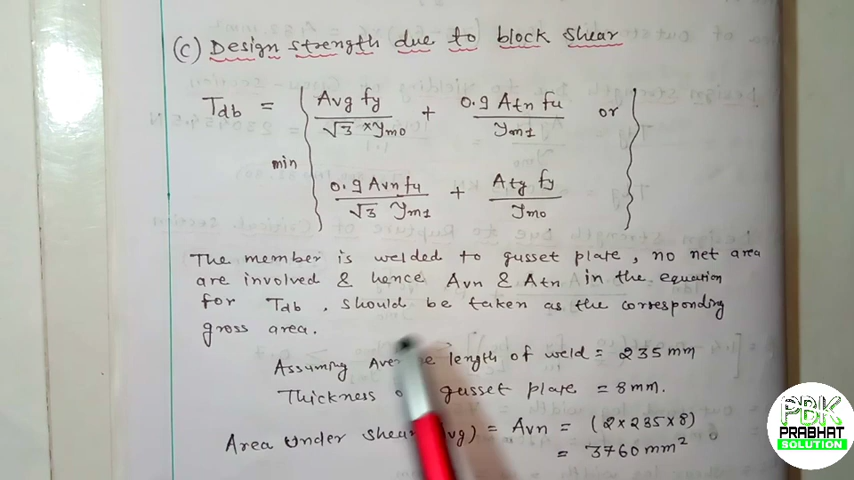 (c) Design strength due to block shear
Tdb = min { Avg fy / √3 × γm0 + 0.9 Atn fu / γm1 or
0.9 Avn fu / √3 γm1 + Atg fy / γm0 }
The member is welded to gusset plate, no net area
are involved & hence Avn & Atn in the equation
for Tdb, should be taken as the corresponding
gross area.
Assuming length of weld = 235 mm
Thickness gusset plate = 8mm.
Area under shear vg) = Avn = (2×235×8)
= 3760 mm²
PBK
PRABHAT
SOLUTION